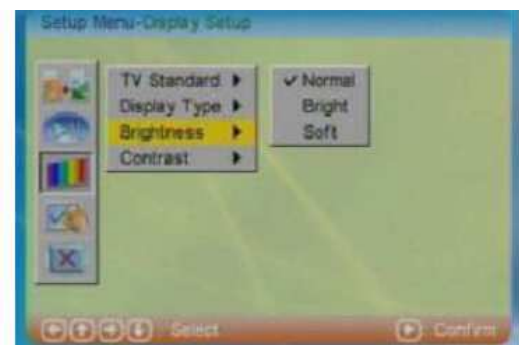 Setup Menu-Display Setup
TV Standard
Display Type
Brightness
Contrast
Normal
Bright
Soft
Select
Confirm